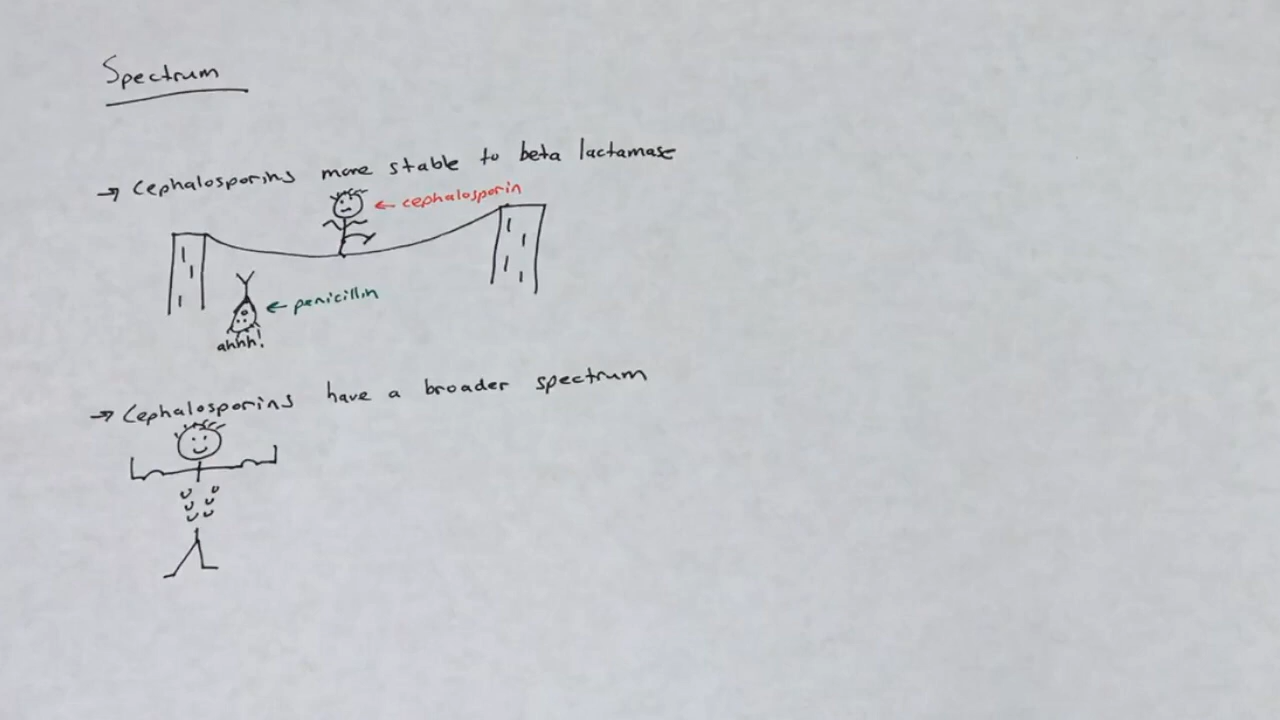 Spectrum
→ Cephalosporins more stable to beta lactamase
← cephalosporin
← penicillin
ahhh!
→ Cephalosporins have a broader spectrum